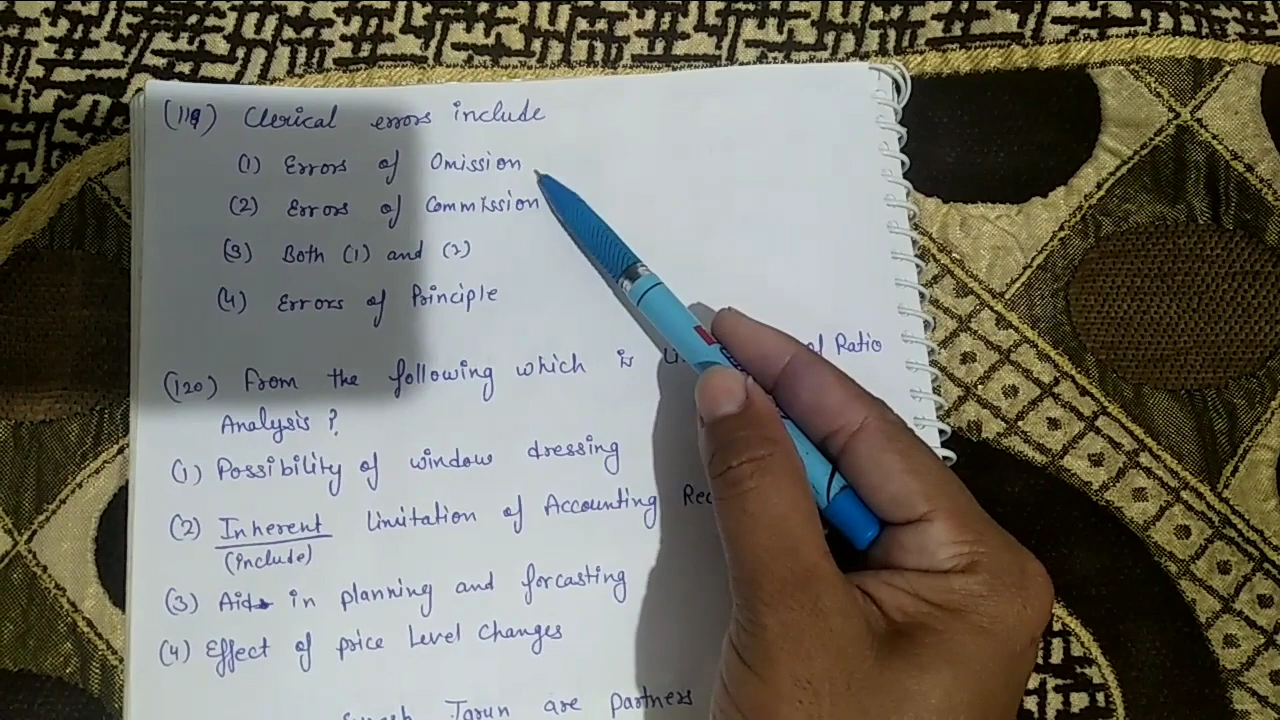 (119) Clerical errors include
(1) Errors of Omission
(2) Errors of Commission
(3) Both (1) and (2)
(4) Errors of Principle
(120) From the following which is of Ratio
Analysis?
(1) Possibility of window dressing
(2) Inherent limitation of Accounting
(include)
(3) Aids in planning and forcasting
(4) Effect of price Level Changes
Tarun are partners